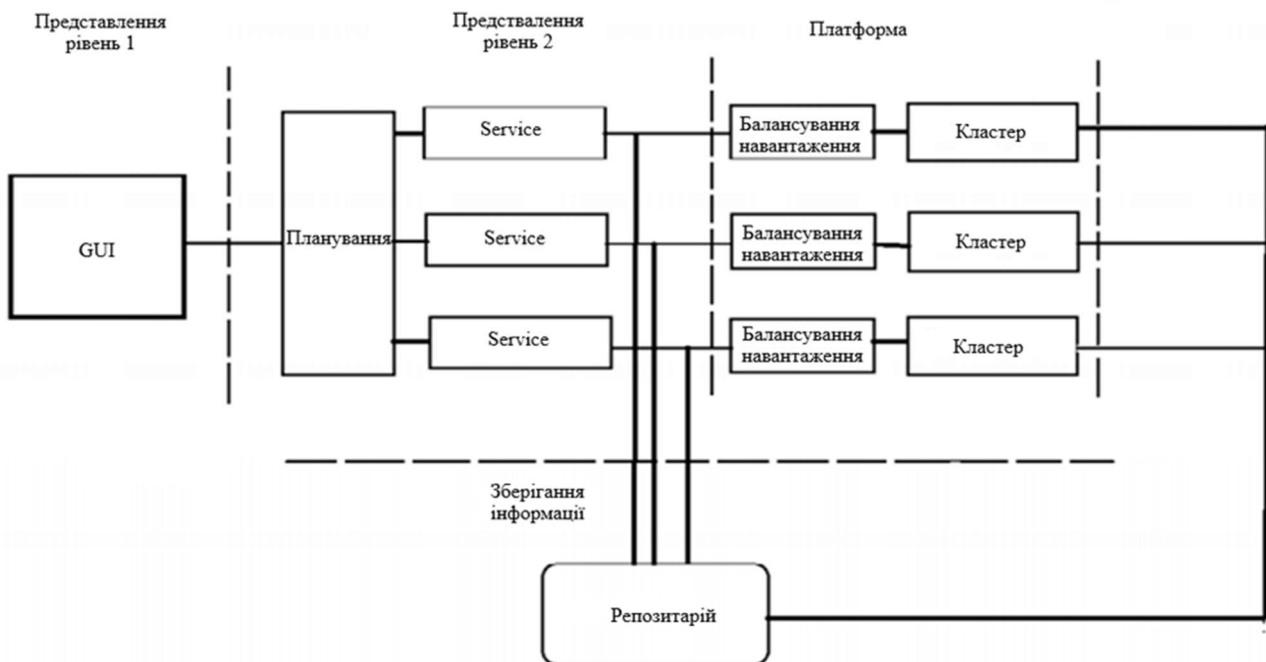 Представлення
рівень 1
Предствалення
рівень 2
Платформа
GUI
Планування
Service
Балансування
навантаження
Кластер
Service
Балансування
навантаження
Кластер
Service
Балансування
навантаження
Кластер
Зберігання
інформації
Репозитарій